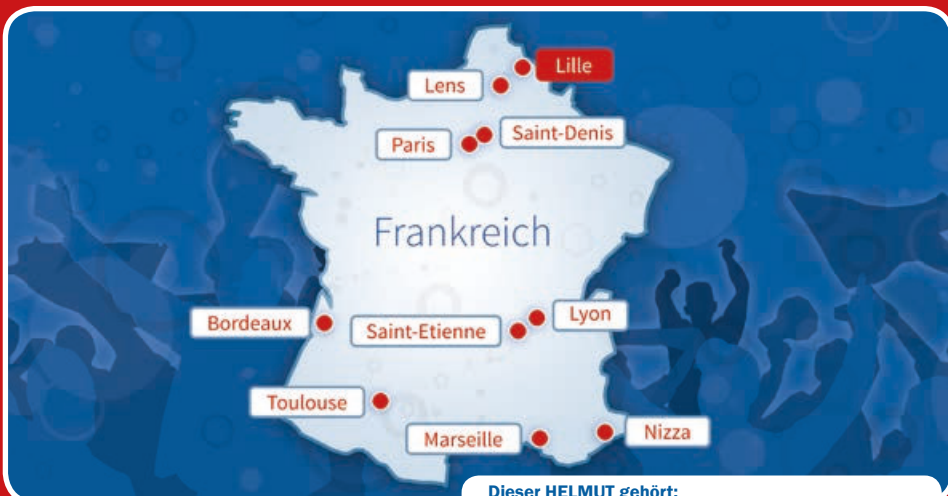 Lille
Lens
Saint-Denis
Paris
Frankreich
Bordeaux
Saint-Etienne
Lyon
Toulouse
Marseille
Nizza
Dieser HELMUT gehört: